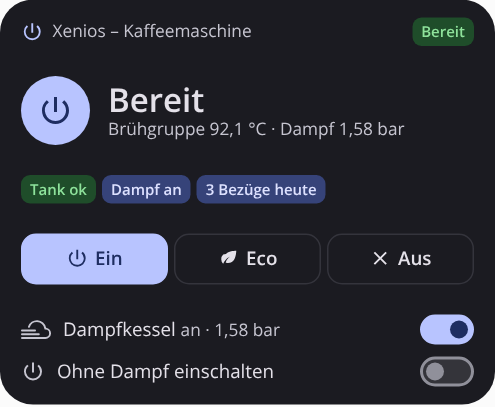 Xenios – Kaffeemaschine Bereit
Bereit
Brühgruppe 92,1 °C · Dampf 1,58 bar
Tank ok Dampf an 3 Bezüge heute
Ein Eco Aus
Dampfkessel an · 1,58 bar
Ohne Dampf einschalten